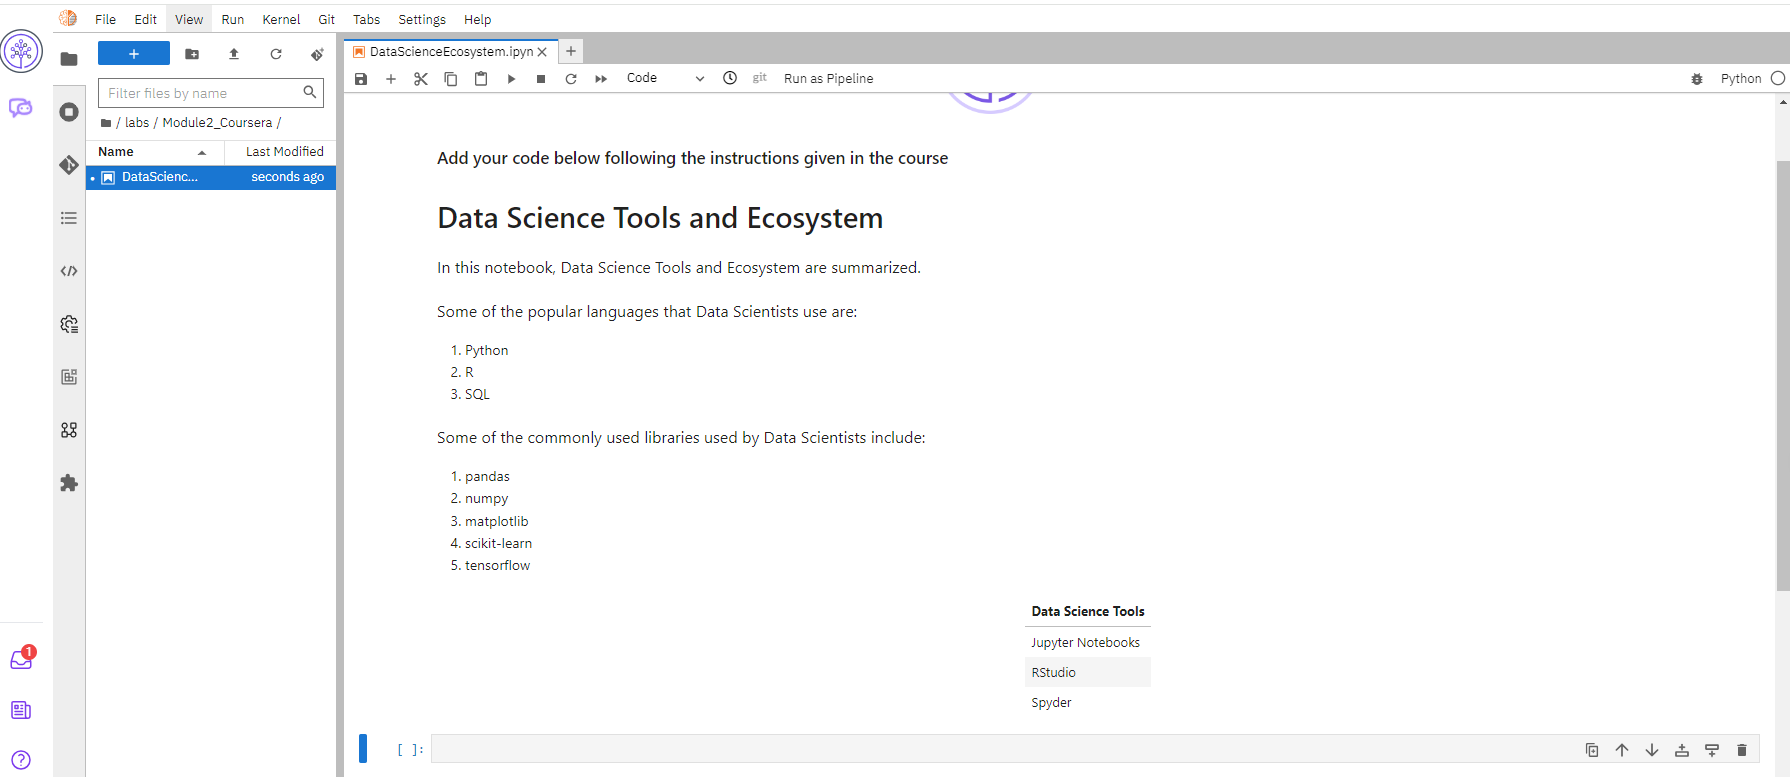 File Edit View Run Kernel Git Tabs Settings Help
+
DataScienceEcosystem.ipyn
+
Code
git
Run as Pipeline
Python
Filter files by name
/ labs / Module2_Coursera /
Name
Last Modified
DataScienc...
seconds ago
Add your code below following the instructions given in the course
Data Science Tools and Ecosystem
In this notebook, Data Science Tools and Ecosystem are summarized.
Some of the popular languages that Data Scientists use are:
1. Python
2. R
3. SQL
Some of the commonly used libraries used by Data Scientists include:
1. pandas
2. numpy
3. matplotlib
4. scikit-learn
5. tensorflow
Data Science Tools
Jupyter Notebooks
RStudio
Spyder
[ ]:
1